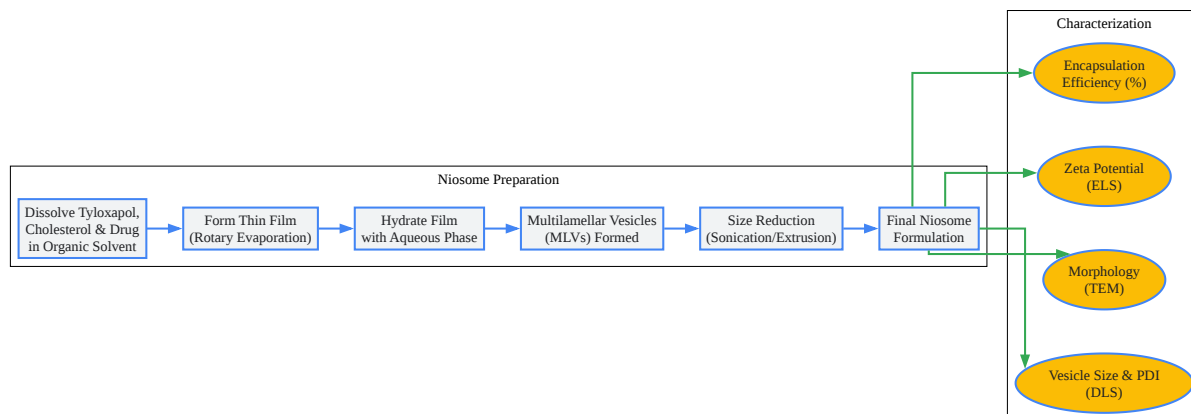 Characterization
Encapsulation
Efficiency (%)
Niosome Preparation
Zeta Potential
(ELS)
Dissolve Tyloxapol,
Cholesterol & Drug
in Organic Solvent
Form Thin Film
(Rotary Evaporation)
Hydrate Film
with Aqueous Phase
Multilamellar Vesicles
(MLVs) Formed
Size Reduction
(Sonication/Extrusion)
Final Niosome
Formulation
Morphology
(TEM)
Vesicle Size & PDI
(DLS)